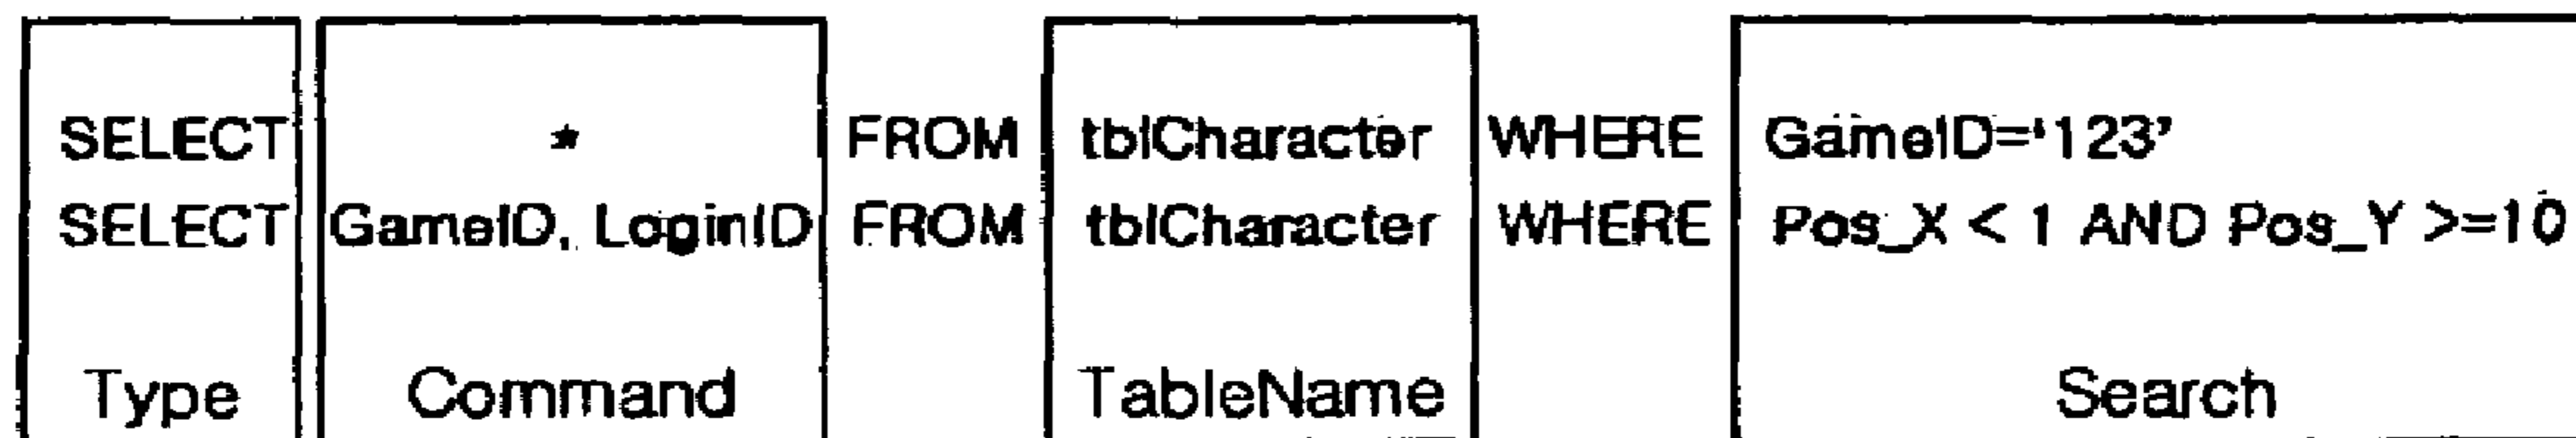 SELECT * FROM tblCharacter WHERE GameID='123'
SELECT GameID, LoginID FROM tblCharacter WHERE Pos_X < 1 AND Pos_Y >=10
Type Command TableName Search